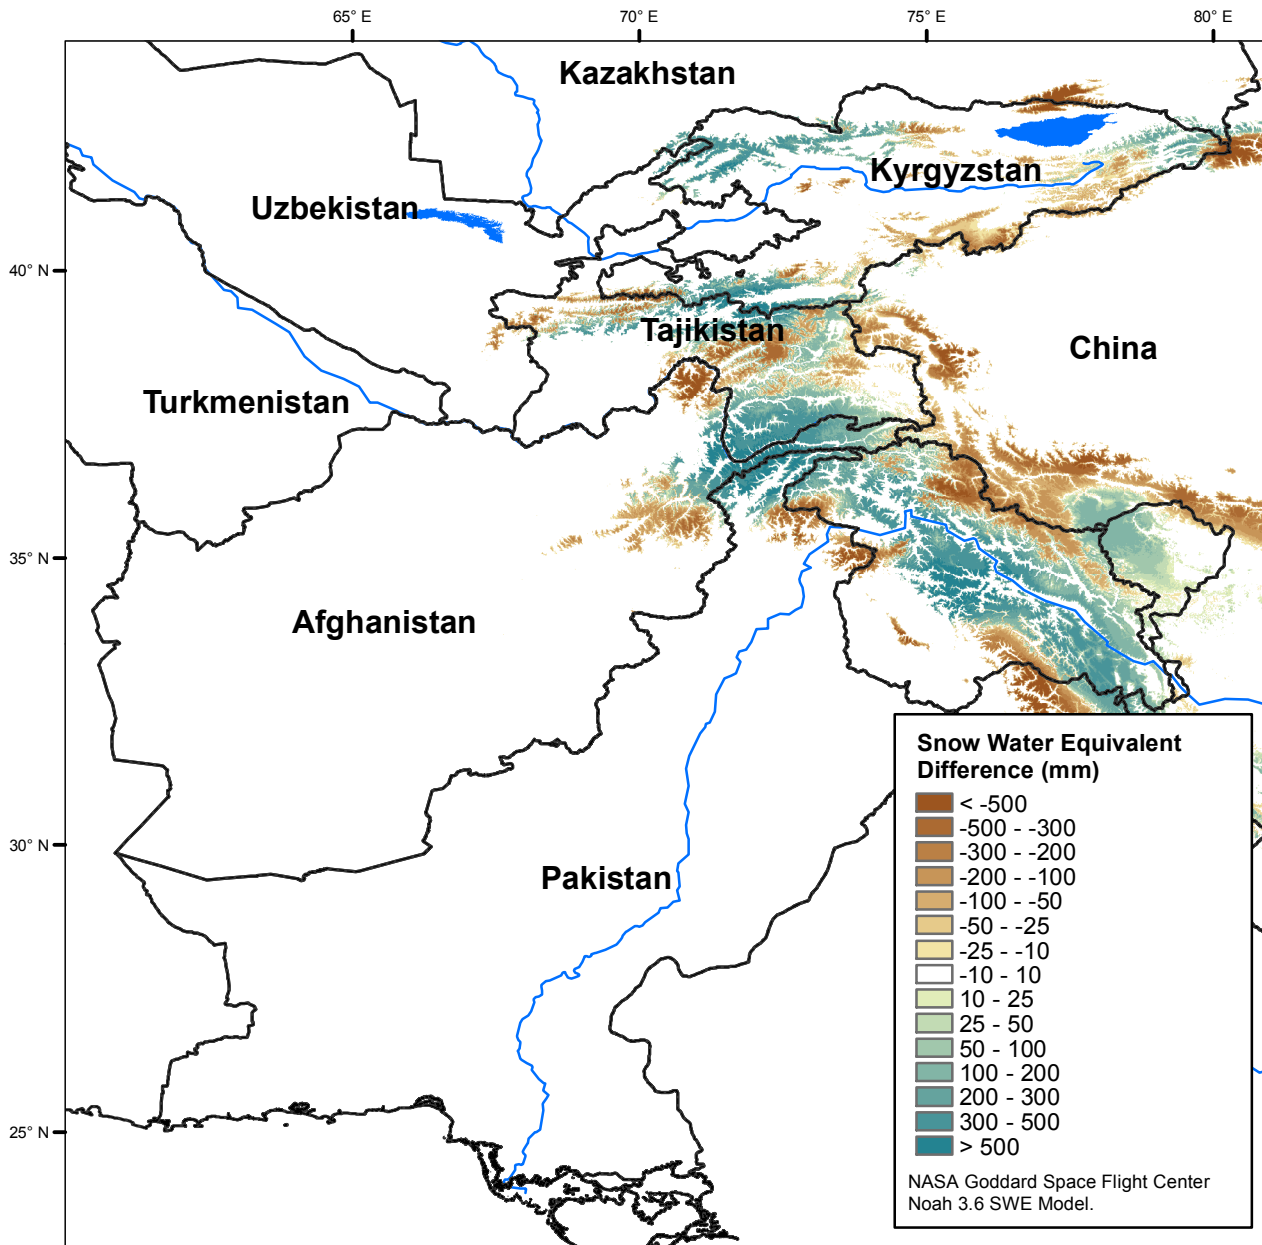 65° E
70° E
75° E
80° E
Kazakhstan
Kyrgyzstan
Uzbekistan
40° N
Tajikistan
China
Turkmenistan
35° N
Afghanistan
30° N
Pakistan
25° N
Snow Water Equivalent
Difference (mm)
< -500
-500 - -300
-300 - -200
-200 - -100
-100 - -50
-50 - -25
-25 - -10
-10 - 10
10 - 25
25 - 50
50 - 100
100 - 200
200 - 300
300 - 500
> 500
NASA Goddard Space Flight Center
Noah 3.6 SWE Model.